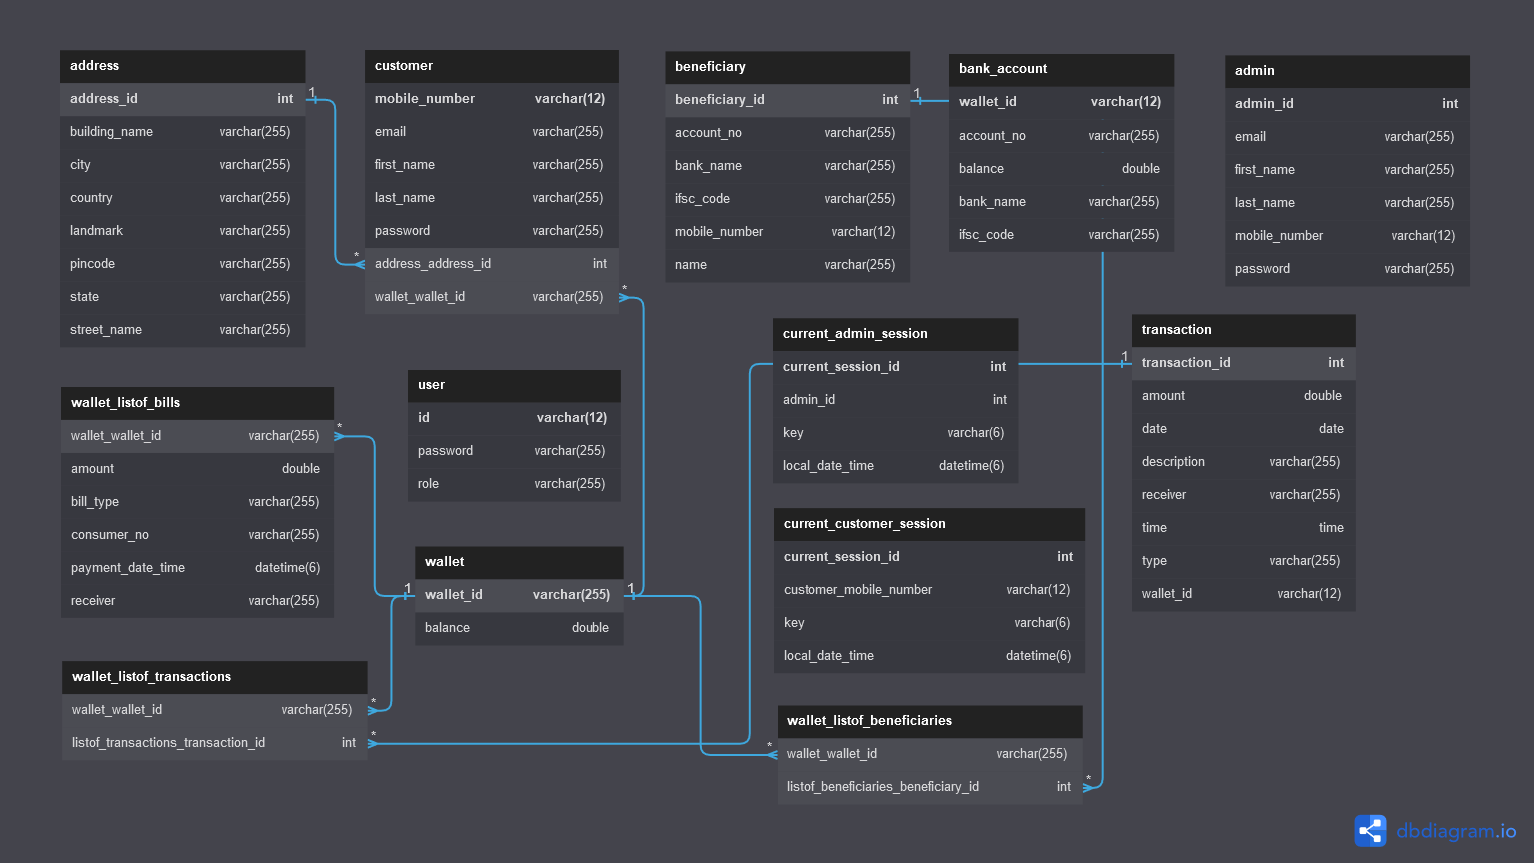 address
address_id int
building_name varchar(255)
city varchar(255)
country varchar(255)
landmark varchar(255)
pincode varchar(255)
state varchar(255)
street_name varchar(255)
1
*
customer
mobile_number varchar(12)
email varchar(255)
first_name varchar(255)
last_name varchar(255)
password varchar(255)
address_address_id int
wallet_wallet_id varchar(255)
*
beneficiary
beneficiary_id int
account_no varchar(255)
bank_name varchar(255)
ifsc_code varchar(255)
mobile_number varchar(12)
name varchar(255)
1
bank_account
wallet_id varchar(12)
account_no varchar(255)
balance double
bank_name varchar(255)
ifsc_code varchar(255)
admin
admin_id int
email varchar(255)
first_name varchar(255)
last_name varchar(255)
mobile_number varchar(12)
password varchar(255)
wallet_listof_bills
wallet_wallet_id varchar(255)
amount double
bill_type varchar(255)
consumer_no varchar(255)
payment_date_time datetime(6)
receiver varchar(255)
*
user
id varchar(12)
password varchar(255)
role varchar(255)
current_admin_session
current_session_id int
admin_id int
key varchar(6)
local_date_time datetime(6)
1
transaction
transaction_id int
amount double
date date
description varchar(255)
receiver varchar(255)
time time
type varchar(255)
wallet_id varchar(12)
current_customer_session
current_session_id int
customer_mobile_number varchar(12)
key varchar(6)
local_date_time datetime(6)
1
wallet
wallet_id varchar(255)
balance double
1
wallet_listof_transactions
wallet_wallet_id varchar(255)
listof_transactions_transaction_id int
*
*
*
wallet_listof_beneficiaries
wallet_wallet_id varchar(255)
listof_beneficiaries_beneficiary_id int
*
dbdiagram.io